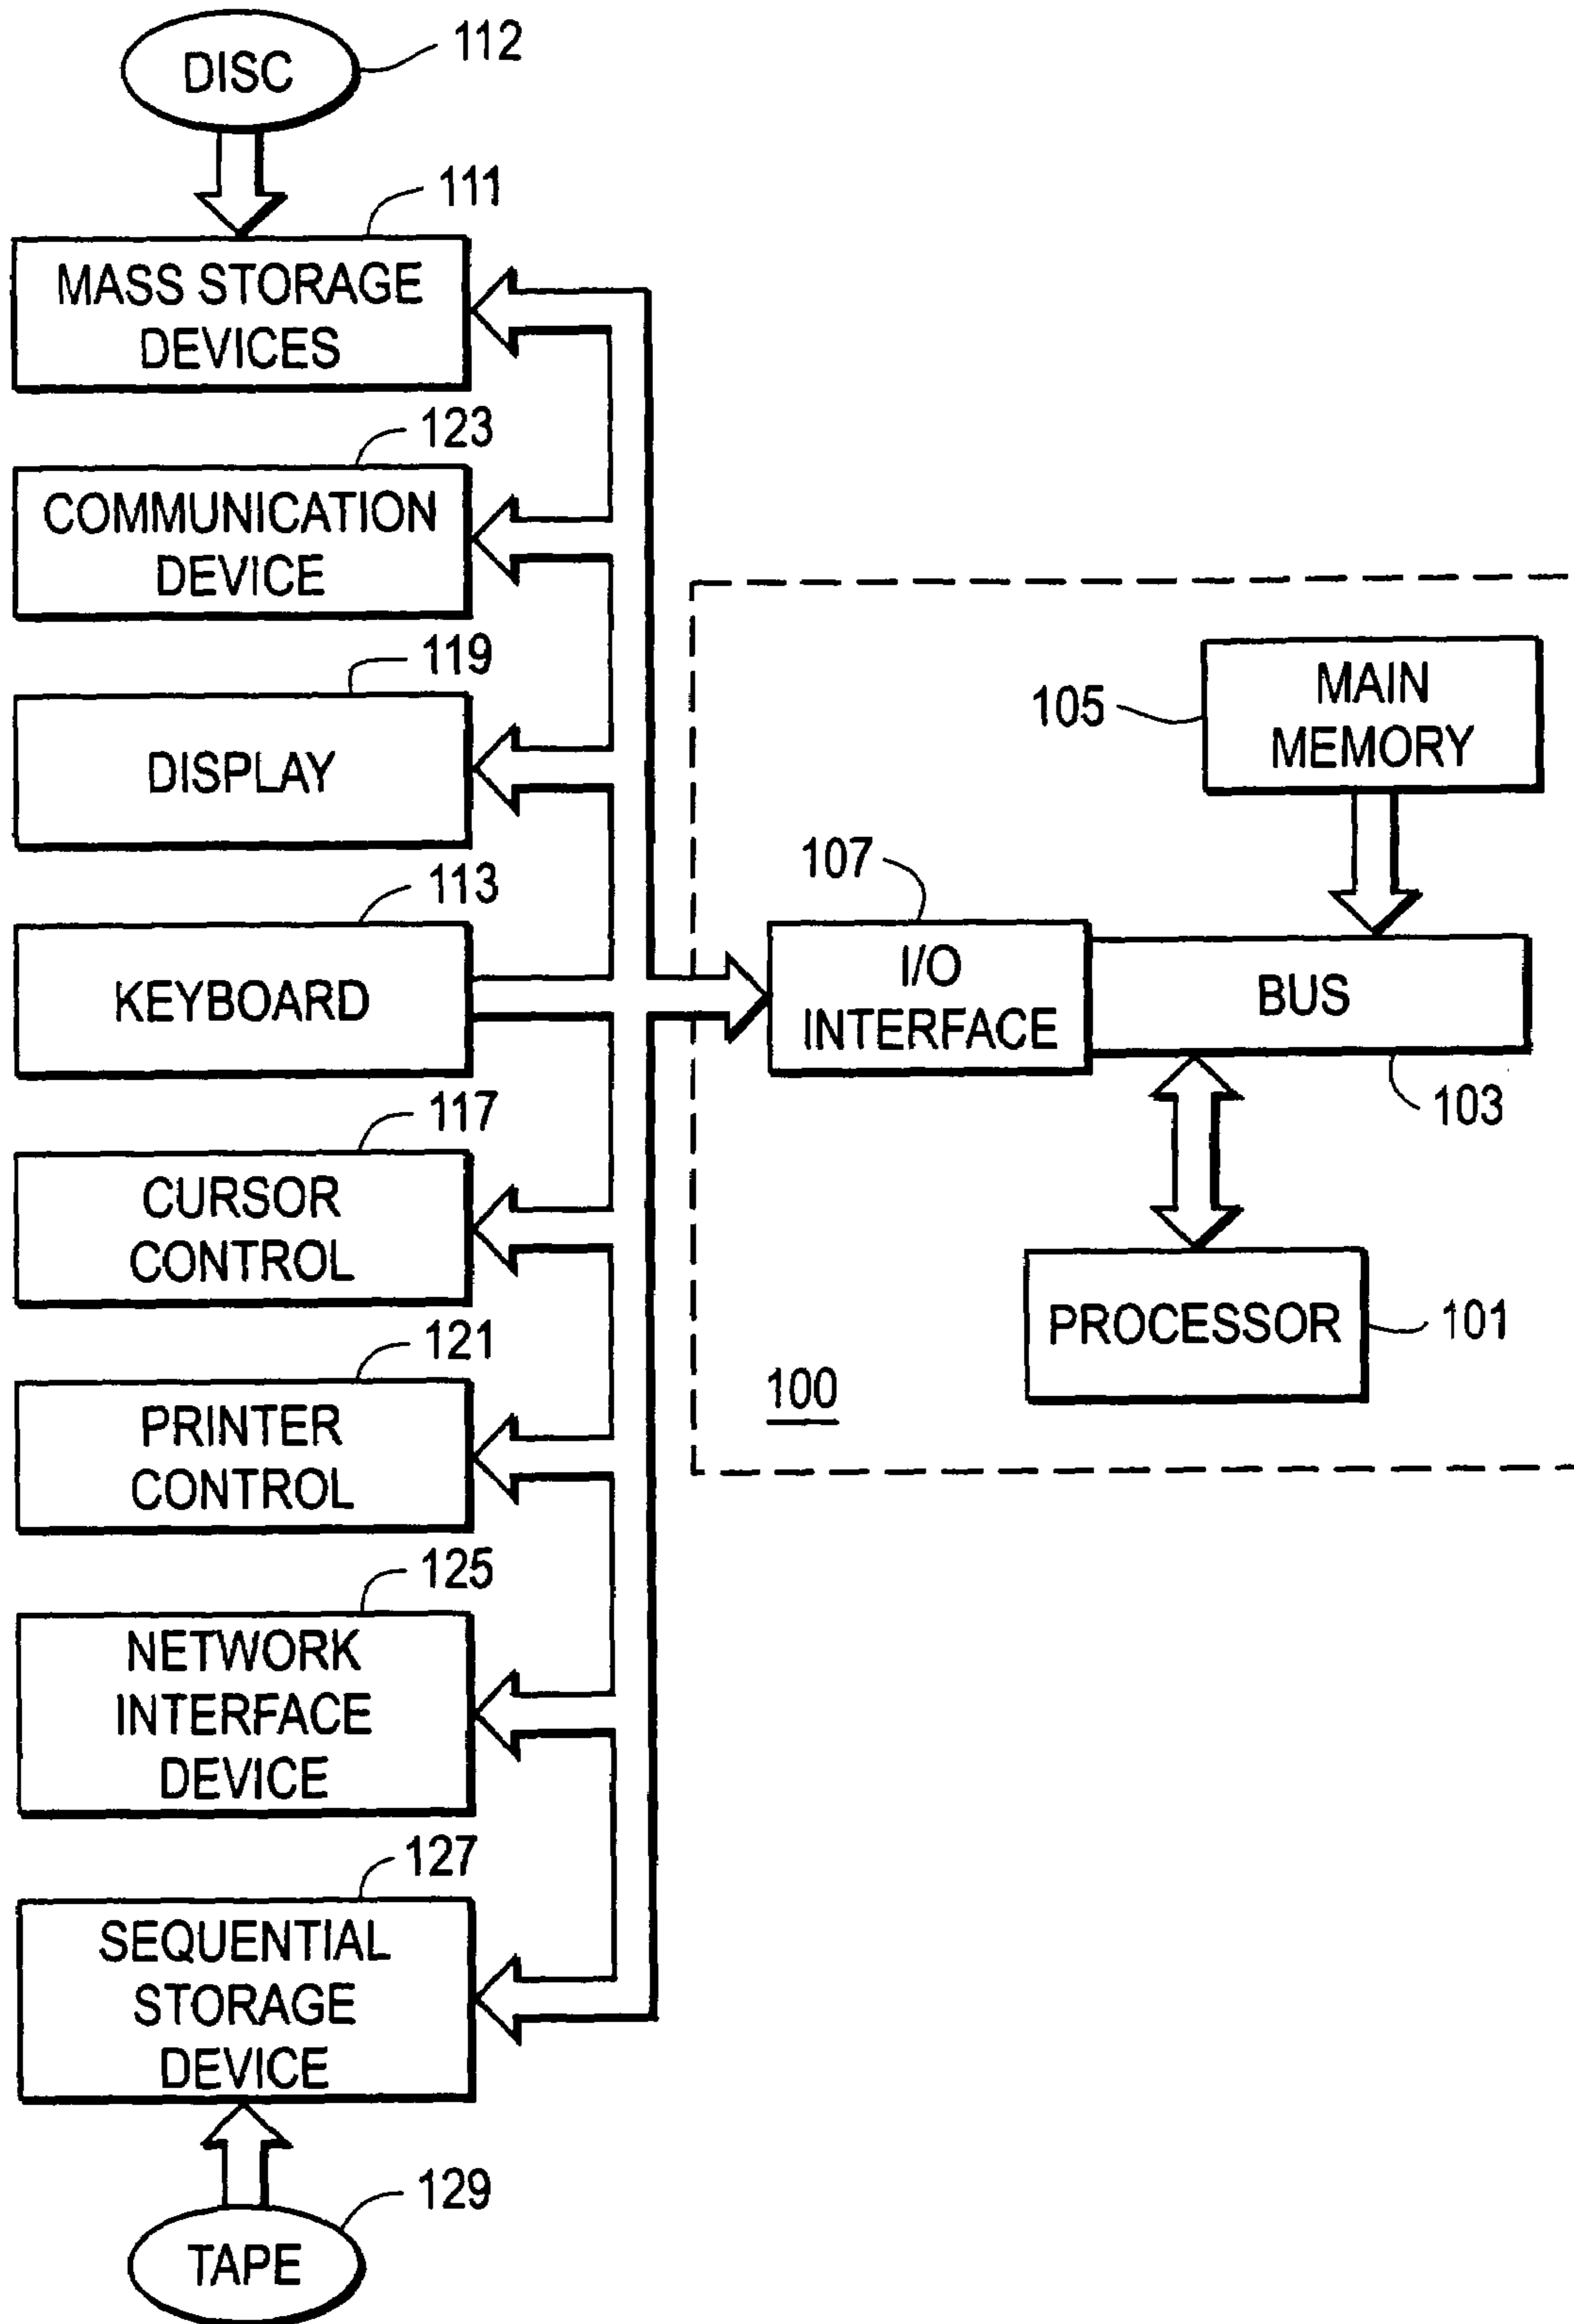 DISC
112
111
MASS STORAGE
DEVICES
123
COMMUNICATION
DEVICE
119
DISPLAY
113
KEYBOARD
117
CURSOR
CONTROL
121
PRINTER
CONTROL
125
NETWORK
INTERFACE
DEVICE
127
SEQUENTIAL
STORAGE
DEVICE
129
TAPE
105
MAIN
MEMORY
107
I/O
INTERFACE
BUS
103
PROCESSOR
101
100